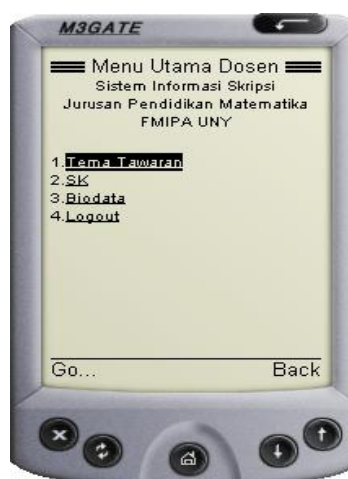 M3GATE
Menu Utama Dosen
Sistem Informasi Skripsi
Jurusan Pendidikan Matematika
FMIPA UNY
1.Tema Tawaran
2.SK
3.Biodata
4.Logout
Go... Back